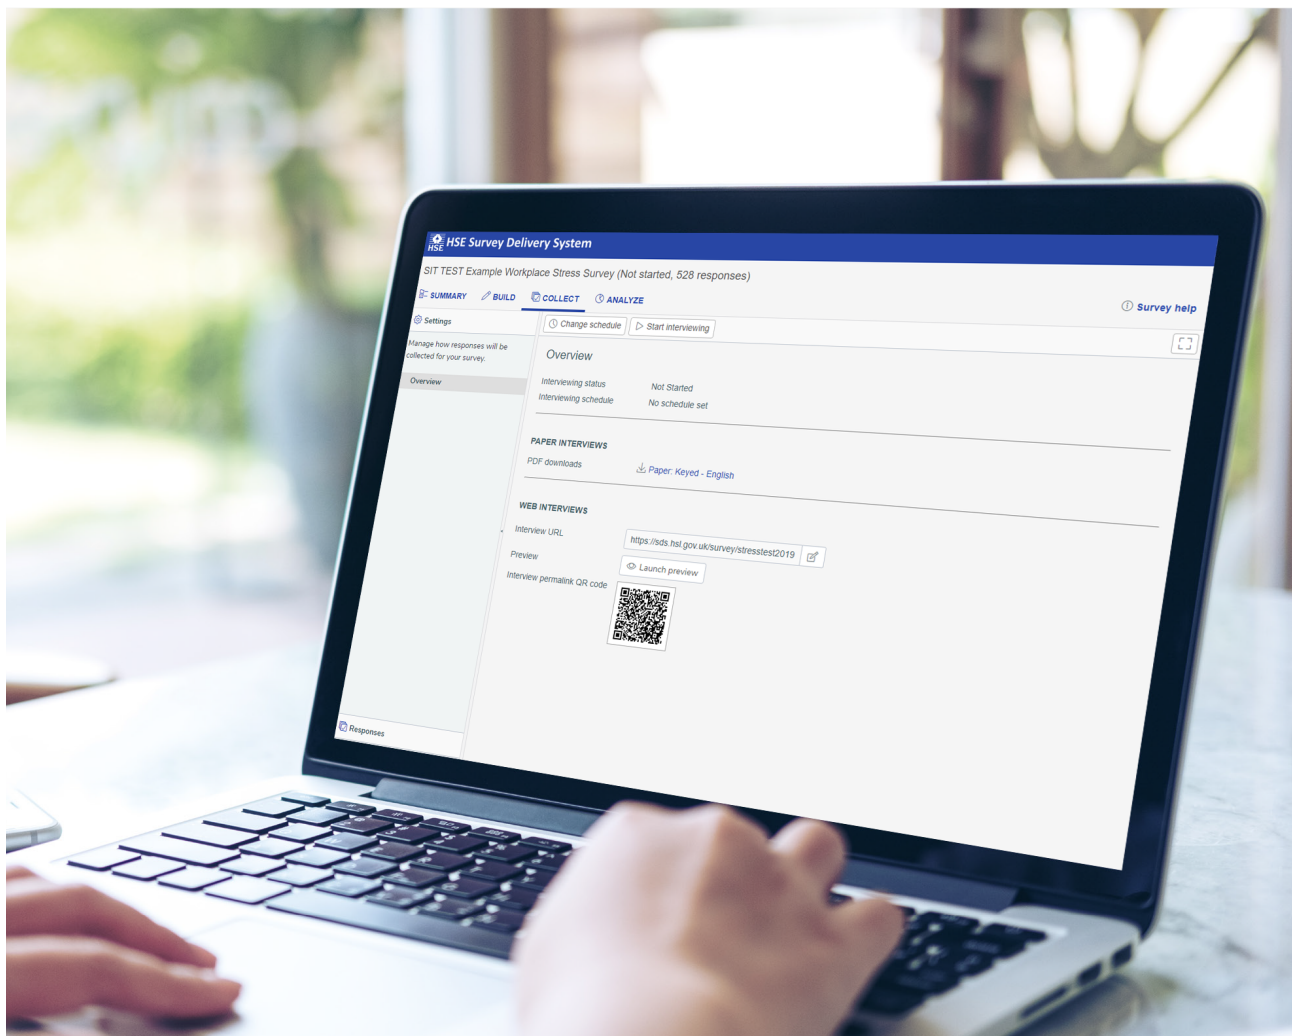 HSE HSE Survey Delivery System
SIT TEST Example Workplace Stress Survey (Not started, 528 responses)
SUMMARY BUILD COLLECT ANALYZE
Survey help
Settings
Change schedule Start interviewing
Manage how responses will be
collected for your survey.
Overview
Overview
Interviewing status Not Started
Interviewing schedule No schedule set
PAPER INTERVIEWS
PDF downloads Paper: Keyed - English
WEB INTERVIEWS
Interview URL https://sds.hsl.gov.uk/survey/stresstest2019
Preview Launch preview
Interview permalink QR code
Responses